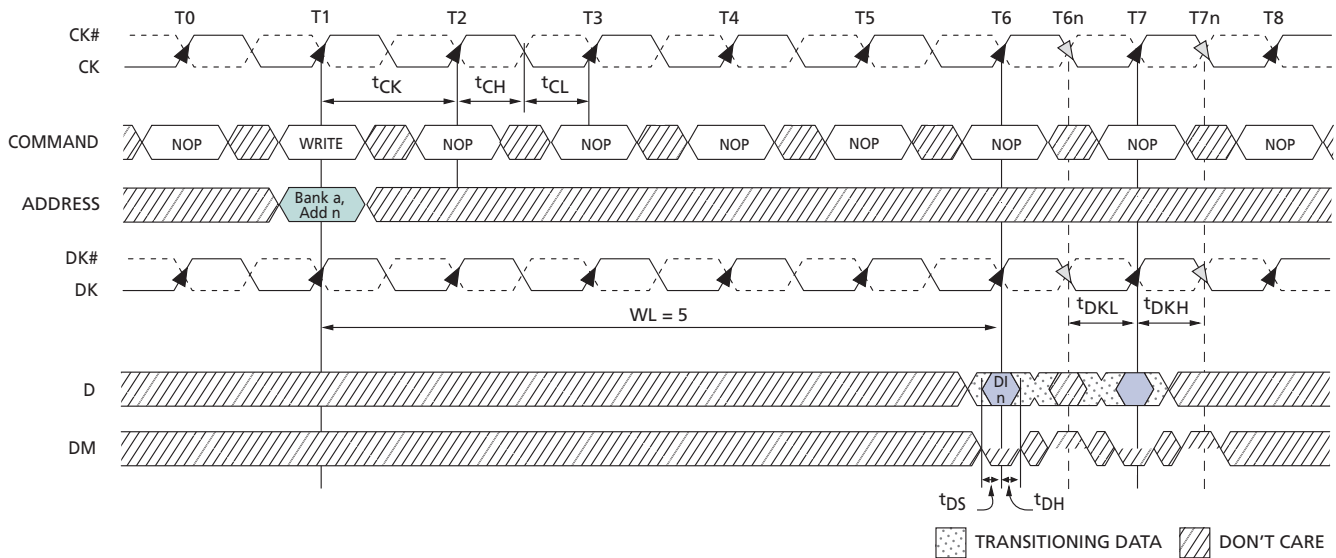 T0 T1 T2 T3 T4 T5 T6 T6n T7 T7n T8
CK#
CK
tCK tCH tCL
COMMAND NOP WRITE NOP NOP NOP NOP NOP NOP NOP
ADDRESS Bank a,
Add n
DK#
DK
tDKL tDKH
WL = 5
D DI
n
DM
tDS tDH
TRANSITIONING DATA DON'T CARE